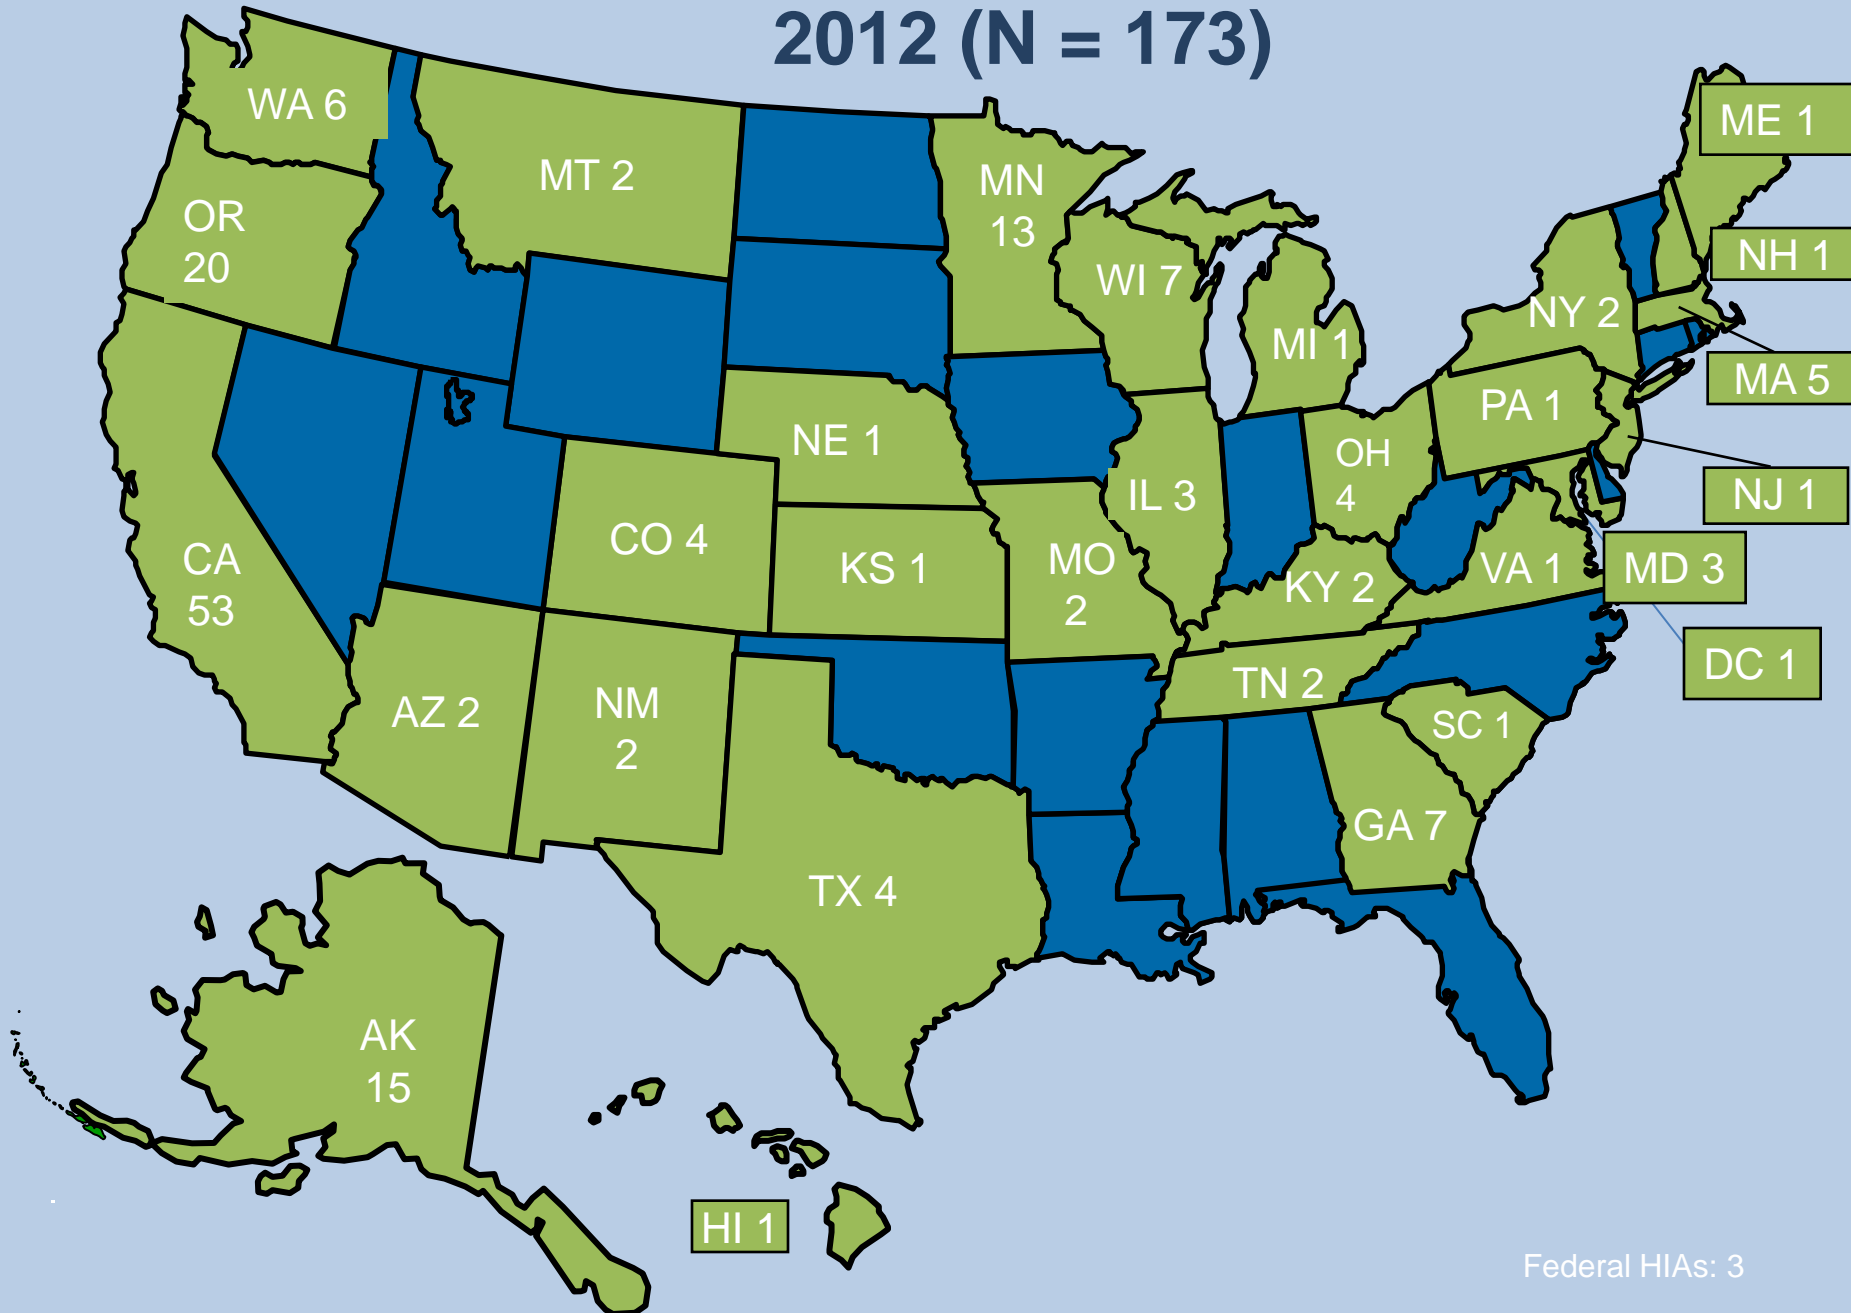 2012 (N = 173)
WA 6
ME 1
MT 2
MN
13
OR
20
NH 1
WI 7
NY 2
MI 1
MA 5
PA 1
NE 1
OH
4
IL 3
NJ 1
CO 4
KS 1
MO
2
CA
53
KY 2
VA 1
MD 3
TN 2
DC 1
AZ 2
NM
2
SC 1
GA 7
TX 4
AK
15
HI 1
Federal HIAs: 3